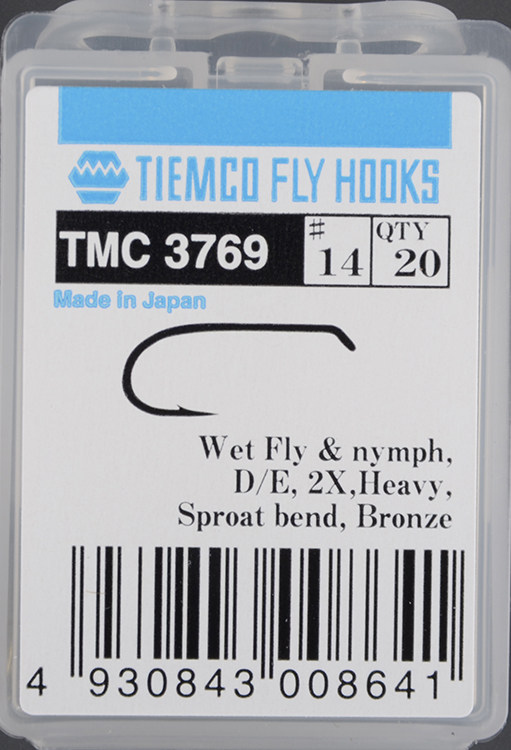 TIEMCO FLY HOOKS
TMC 3769 # 14 QTY 20
Made in Japan
Wet Fly & nymph,
D/E, 2X,Heavy,
Sproat bend, Bronze
4 930843 008641